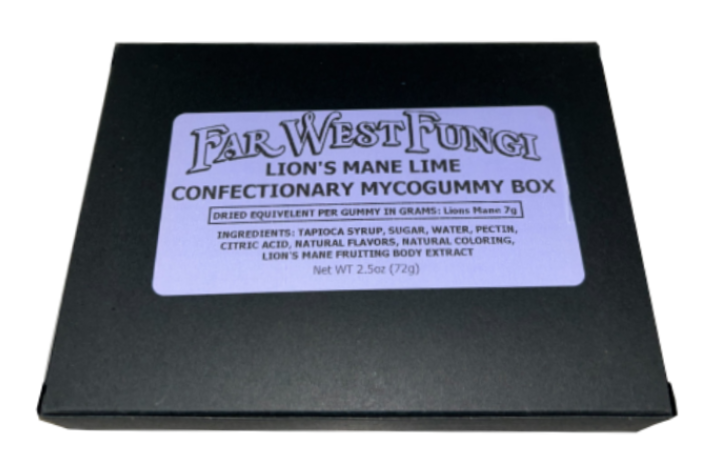 FAR WEST FUNGI
LION'S MANE LIME
CONFECTIONARY MYCOGUMMY BOX
DRIED EQUIVELENT PER GUMMY IN GRAMS: Lions Mane 7g
INGREDIENTS: TAPIOCA SYRUP, SUGAR, WATER, PECTIN,
CITRIC ACID, NATURAL FLAVORS, NATURAL COLORING,
LION'S MANE FRUITING BODY EXTRACT
Net WT 2.5oz (72g)